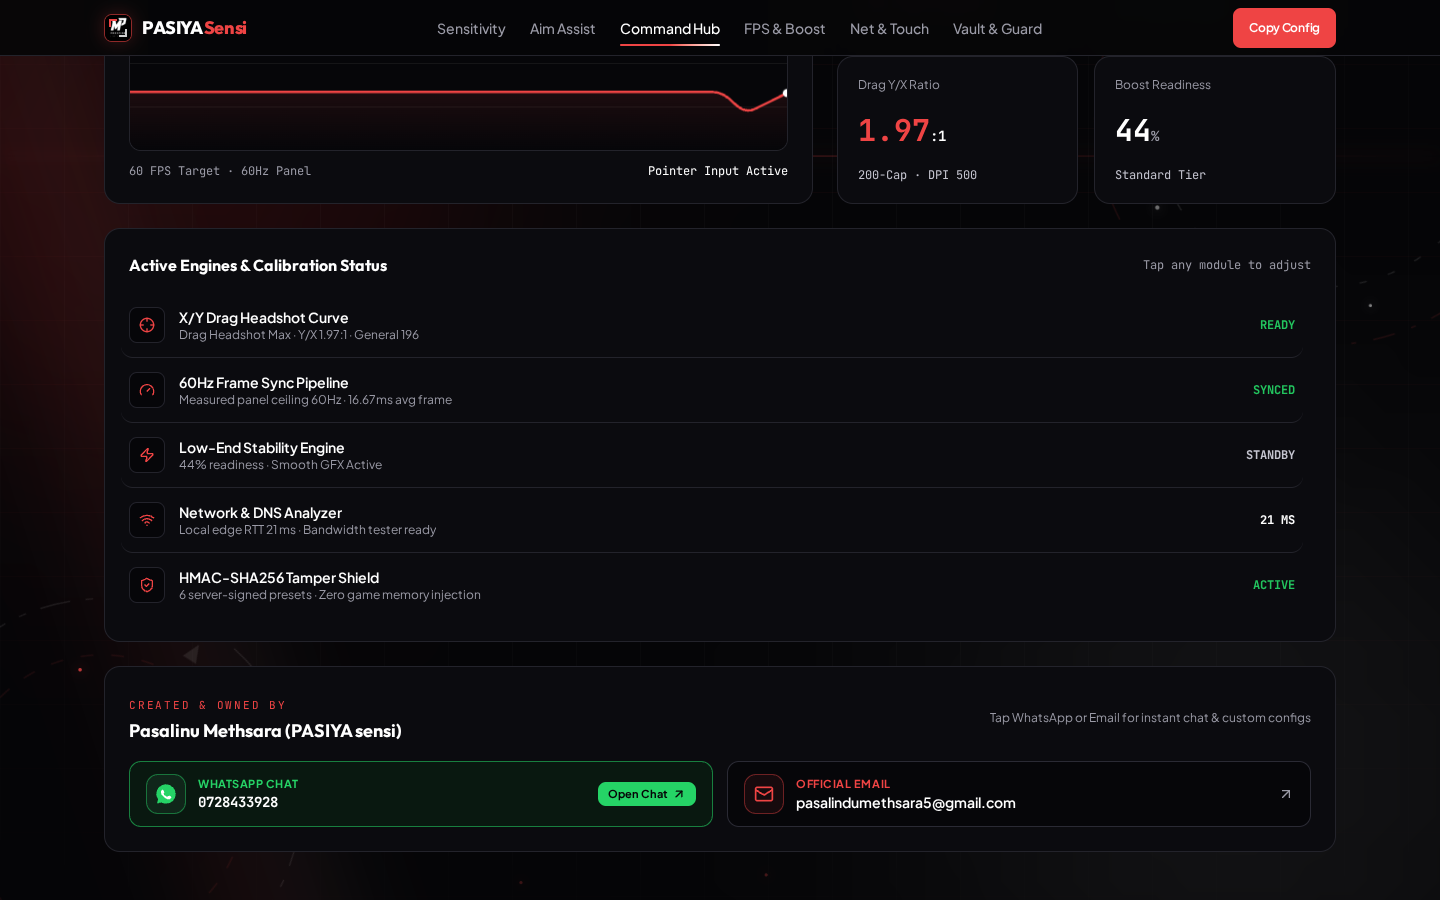 PASIYA Sensi
Sensitivity
Aim Assist
Command Hub
FPS & Boost
Net & Touch
Vault & Guard
Copy Config
60 FPS Target · 60Hz Panel
Pointer Input Active
Drag Y/X Ratio
1.97:1
200-Cap · DPI 500
Boost Readiness
44%
Standard Tier
Active Engines & Calibration Status
Tap any module to adjust
X/Y Drag Headshot Curve
Drag Headshot Max · Y/X 1.97:1 · General 196
READY
60Hz Frame Sync Pipeline
Measured panel ceiling 60Hz · 16.67ms avg frame
SYNCED
Low-End Stability Engine
44% readiness · Smooth GFX Active
STANDBY
Network & DNS Analyzer
Local edge RTT 21 ms · Bandwidth tester ready
21 MS
HMAC-SHA256 Tamper Shield
6 server-signed presets · Zero game memory injection
ACTIVE
CREATED & OWNED BY
Pasalinu Methsara (PASIYA sensi)
Tap WhatsApp or Email for instant chat & custom configs
WHATSAPP CHAT
0728433928
Open Chat
OFFICIAL EMAIL
pasalindumethsara5@gmail.com